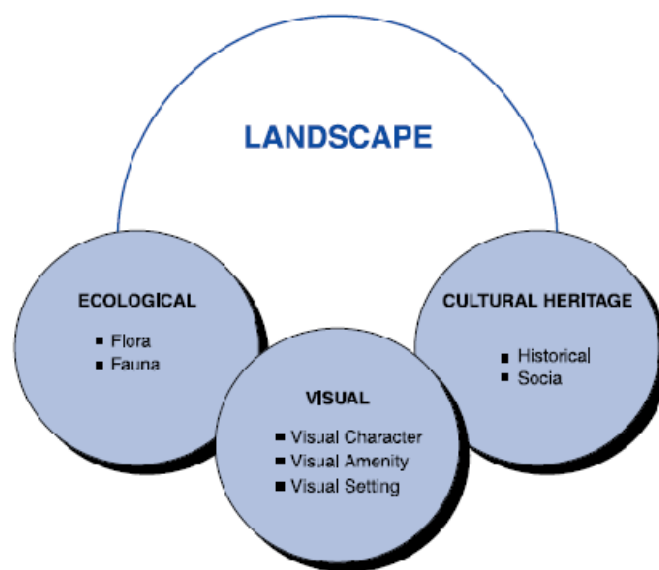 LANDSCAPE
ECOLOGICAL
▪ Flora
▪ Fauna
VISUAL
▪ Visual Character
▪ Visual Amenity
▪ Visual Setting
CULTURAL HERITAGE
▪ Historical
▪ Socia